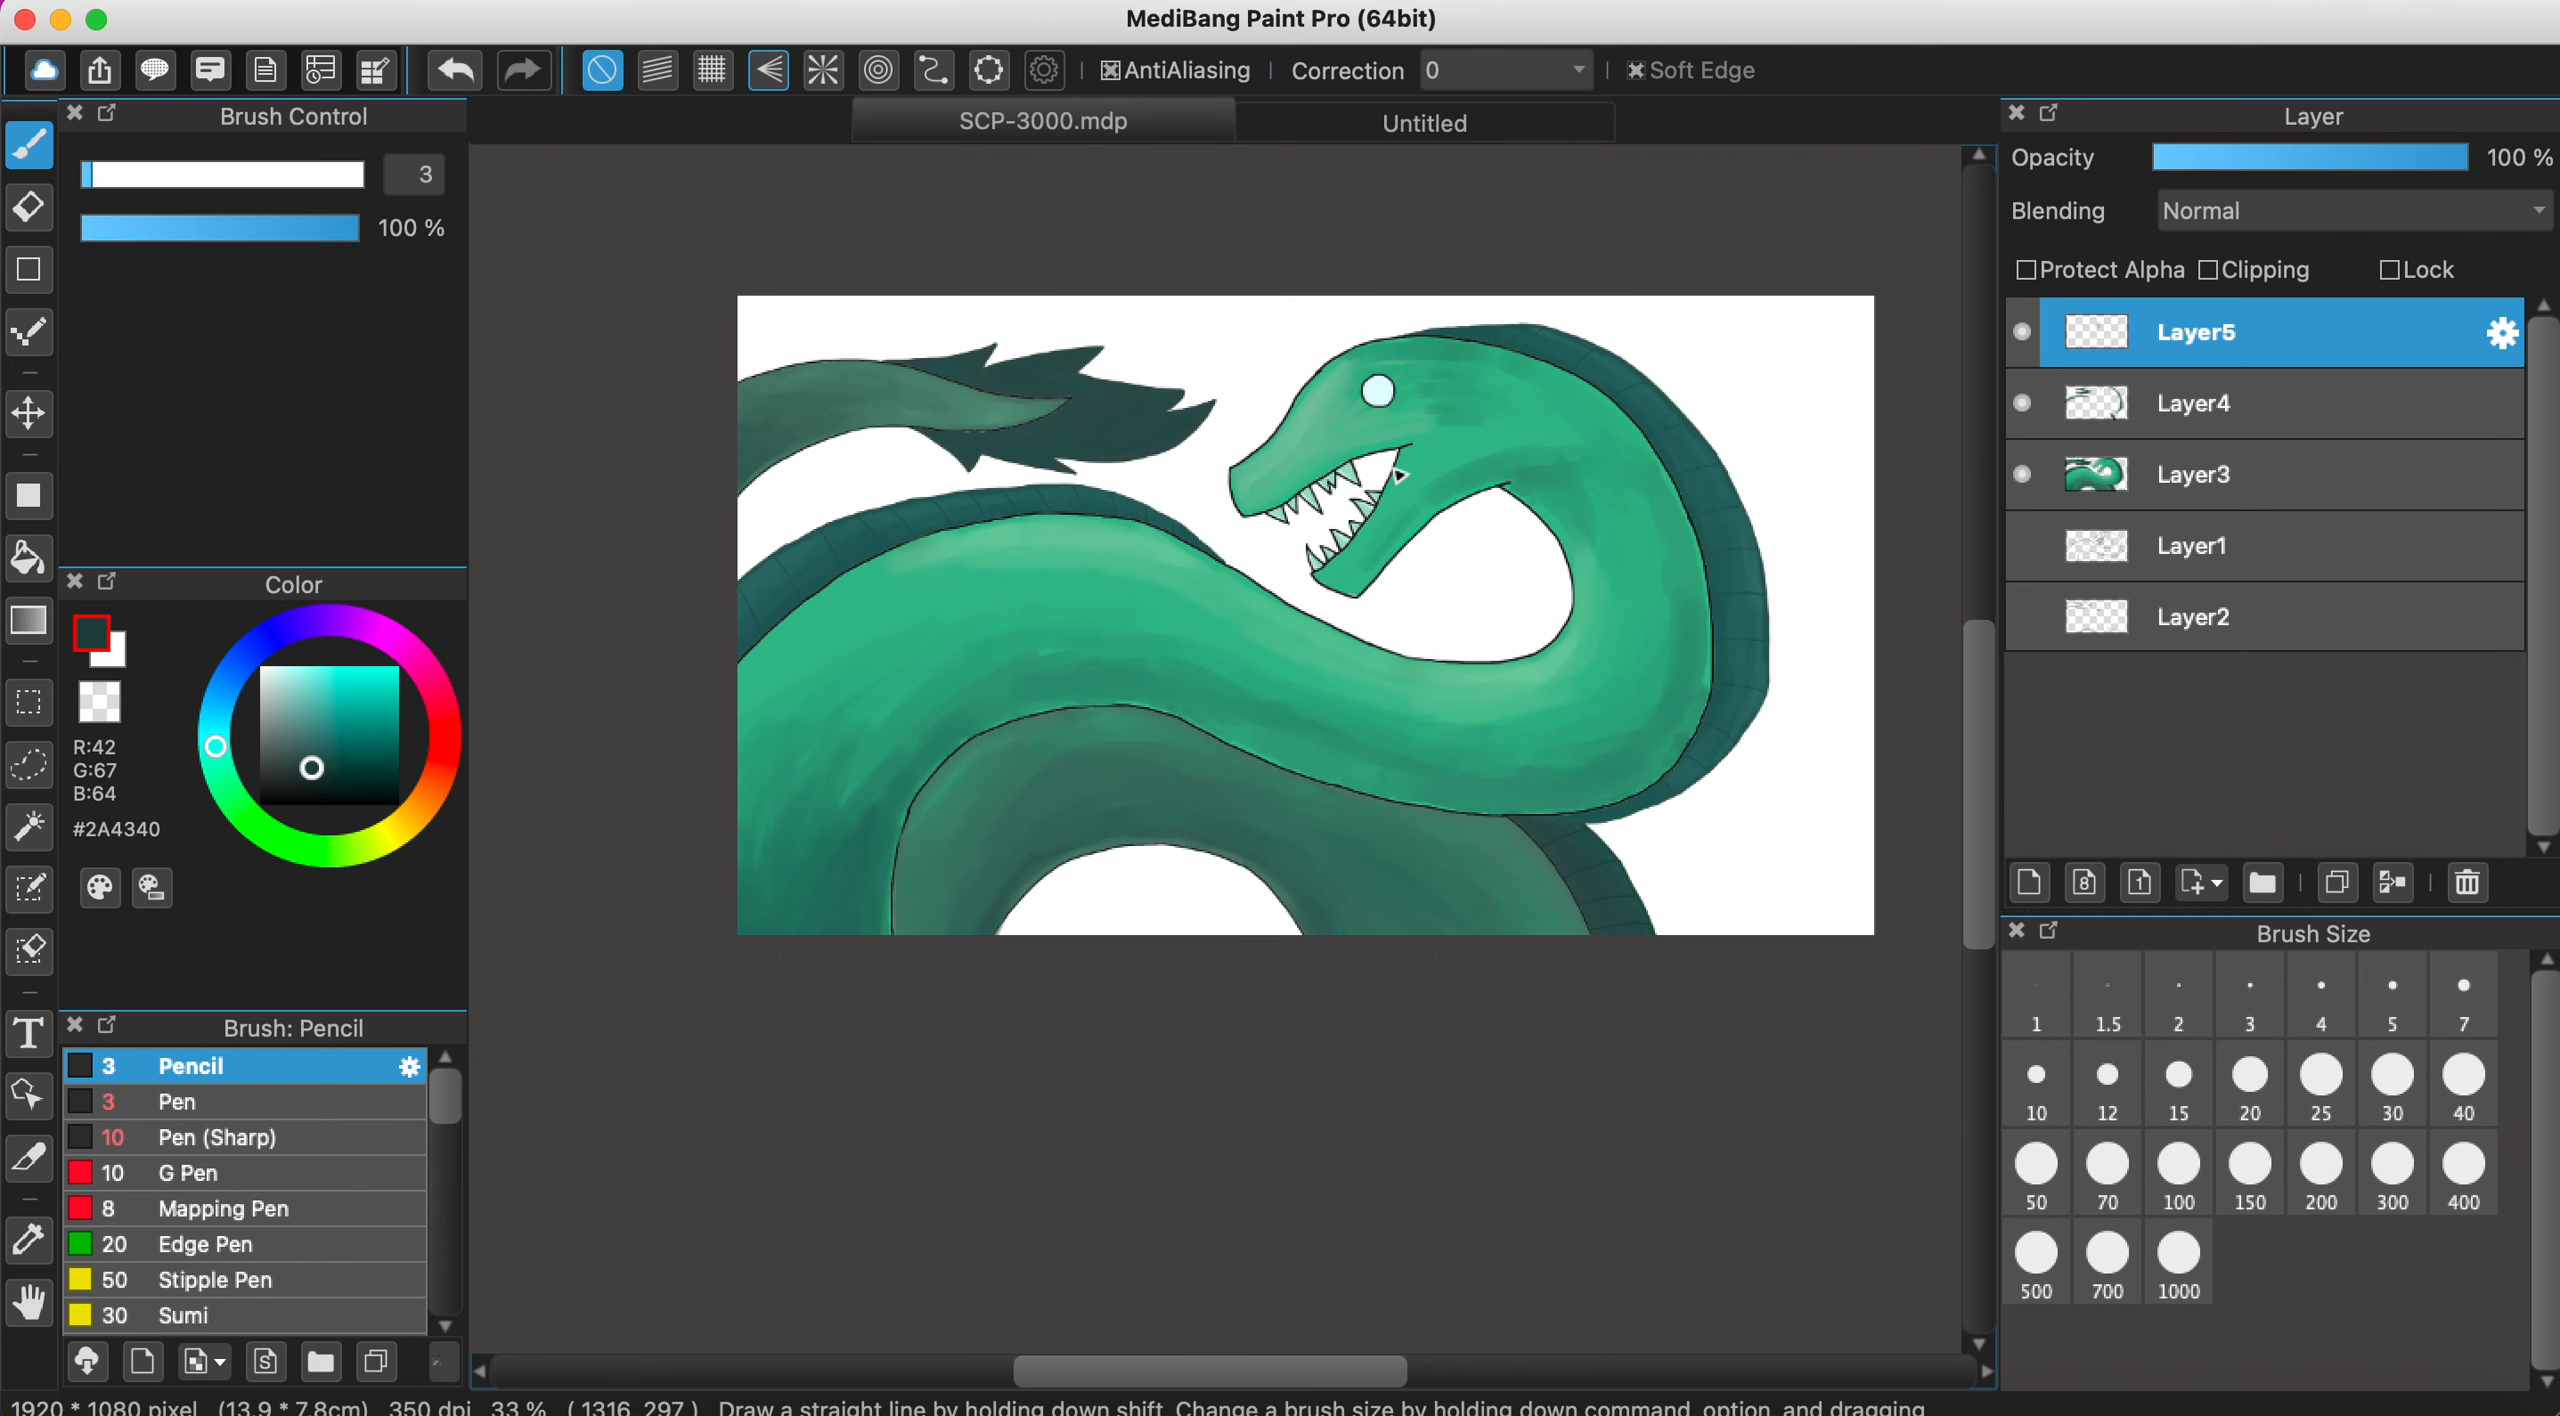 MediBang Paint Pro (64bit)
AntiAliasing Correction 0 Soft Edge
Brush Control
SCP-3000.mdp
Untitled
3
100 %
Color
R:42
G:67
B:64
#2A4340
Brush: Pencil
3 Pencil
3 Pen
10 Pen (Sharp)
10 G Pen
8 Mapping Pen
20 Edge Pen
50 Stipple Pen
30 Sumi
Layer
Opacity 100 %
Blending Normal
Protect Alpha Clipping Lock
Layer5
Layer4
Layer3
Layer1
Layer2
8 1
T
S
Brush Size
1 1.5 2 3 4 5 7
10 12 15 20 25 30 40
50 70 100 150 200 300 400
500 700 1000
1920 * 1080 pixel (13.9 * 7.8cm) 350 dpi 33 % ( 1316, 297 ) Draw a straight line by holding down shift. Change a brush size by holding down command, option, and dragging